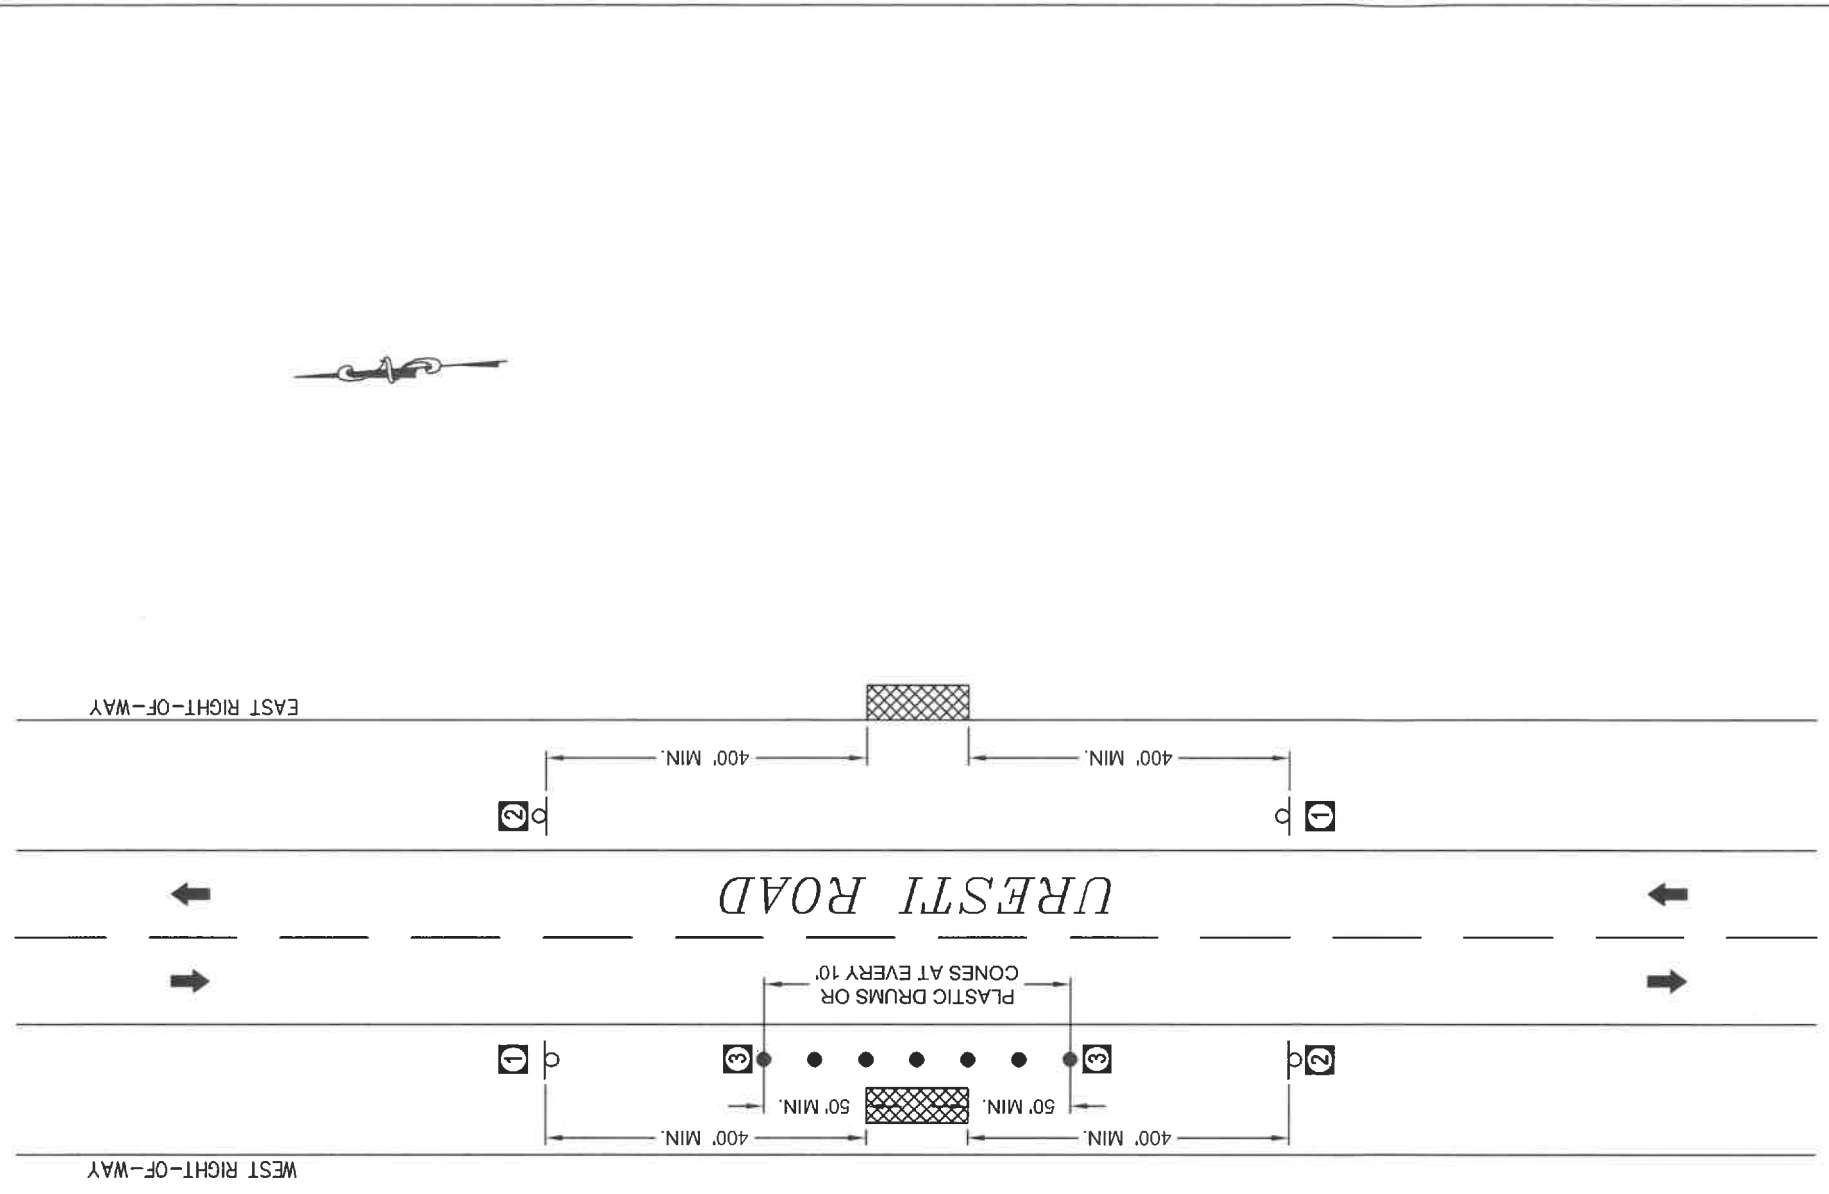 WEST RIGHT-OF-WAY
400' MIN.
400' MIN.
50' MIN.
50' MIN.
2
3
3
1
PLASTIC DRUMS OR
CONES AT EVERY 10'
URESTI ROAD
1
2
400' MIN.
400' MIN.
EAST RIGHT-OF-WAY